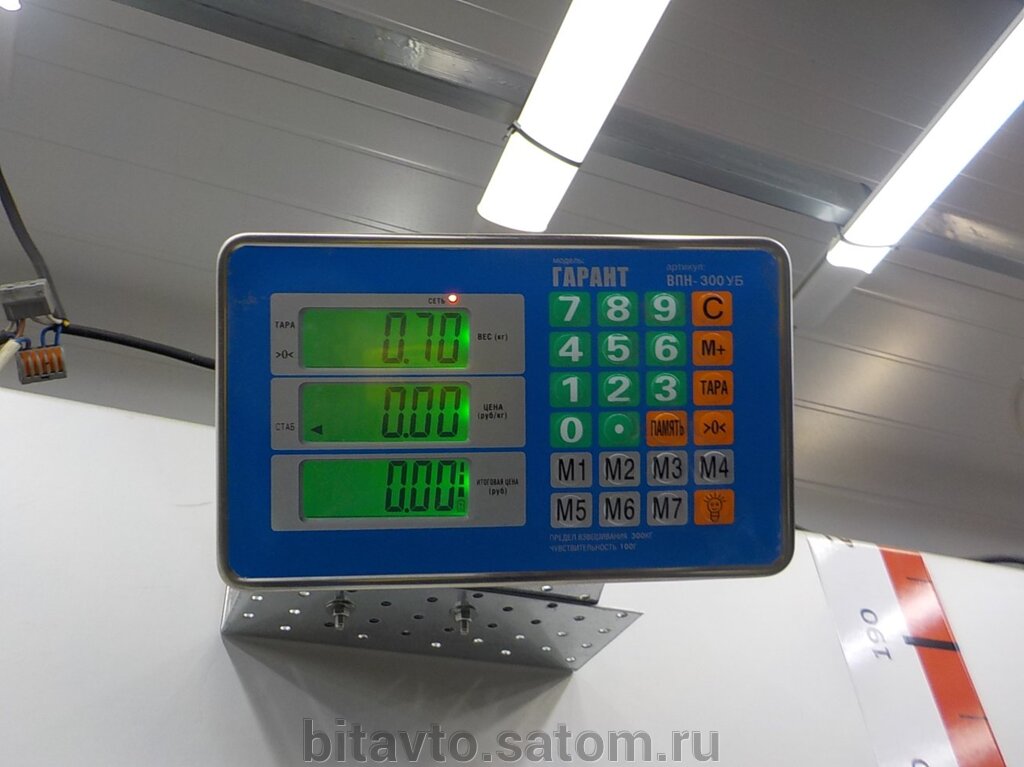 модель:
ГАРАНТ
артикул:
ВПН-300УБ
СЕТЬ
ТАРА
>0<
0.70
ВЕС (кг)
СТАБ
0.00
ЦЕНА
(руб/кг)
0.00
ИТОГОВАЯ ЦЕНА
(руб)
7 8 9 C
4 5 6 M+
1 2 3 ТАРА
0 . ПАМЯТЬ >0<
M1 M2 M3 M4
M5 M6 M7
ПРЕДЕЛ ВЗВЕШИВАНИЯ 300КГ
ЧУВСТВИТЕЛЬНОСТЬ 100Г
160
bitavto.satom.ru